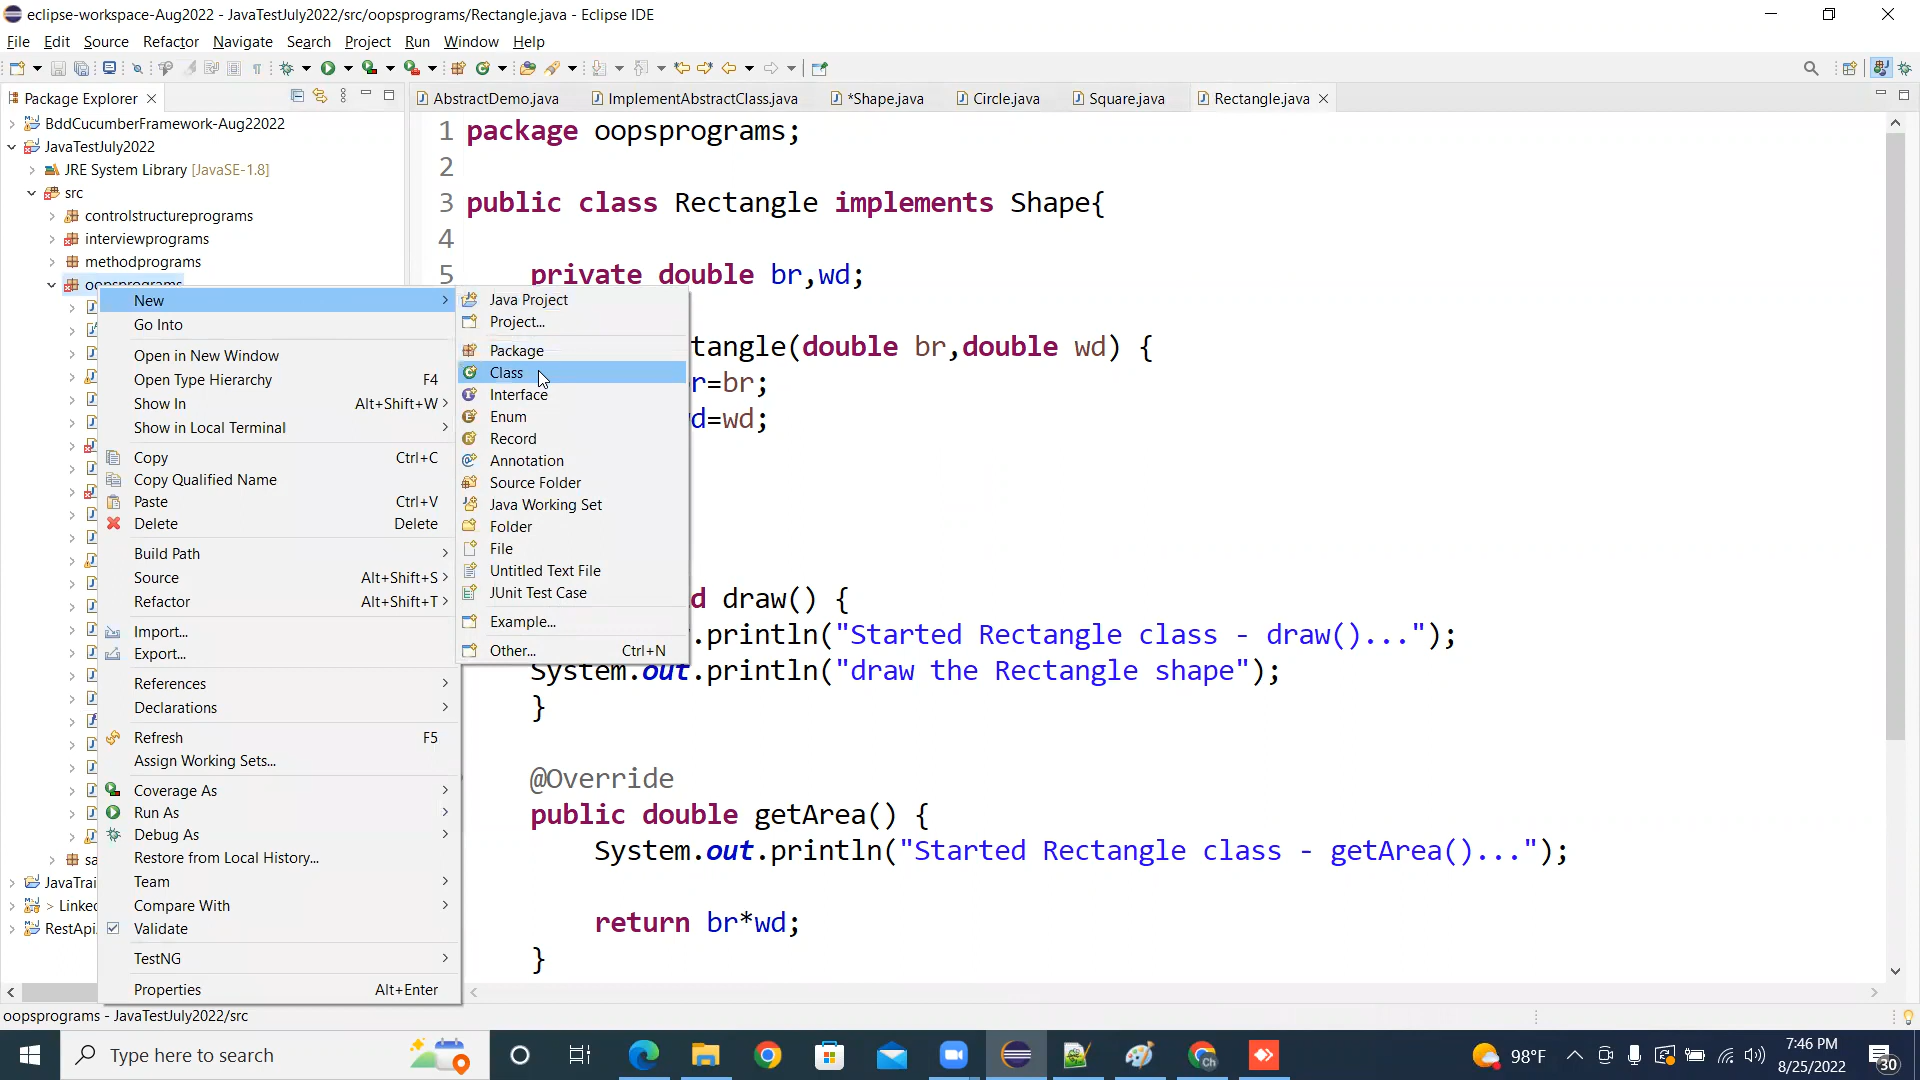 eclipse-workspace-Aug2022 - JavaTestJuly2022/src/oopsprograms/Rectangle.java - Eclipse IDE
File Edit Source Refactor Navigate Search Project Run Window Help
Package Explorer
BddCucumberFramework-Aug22022
JavaTestJuly2022
JRE System Library [JavaSE-1.8]
src
controlstructureprograms
interviewprograms
methodprograms
oopsprograms
JavaTrai
> Linked
RestApi
New
Go Into
Open in New Window
Open Type Hierarchy F4
Show In Alt+Shift+W
Show in Local Terminal
Copy Ctrl+C
Copy Qualified Name
Paste Ctrl+V
Delete Delete
Build Path
Source Alt+Shift+S
Refactor Alt+Shift+T
Import...
Export...
References
Declarations
Refresh F5
Assign Working Sets...
Coverage As
Run As
Debug As
Restore from Local History...
Team
Compare With
Validate
TestNG
Properties Alt+Enter
Java Project
Project...
Package
Class
Interface
Enum
Record
Annotation
Source Folder
Java Working Set
Folder
File
Untitled Text File
JUnit Test Case
Example...
Other... Ctrl+N
AbstractDemo.java ImplementAbstractClass.java *Shape.java Circle.java Square.java Rectangle.java
1 package oopsprograms;
2
3 public class Rectangle implements Shape{
4
5 private double br,wd;
tangle(double br,double wd) {
r=br;
d=wd;
d draw() {
.println("Started Rectangle class - draw()...");
System.out.println("draw the Rectangle shape");
}
@Override
public double getArea() {
System.out.println("Started Rectangle class - getArea()...");
return br*wd;
}
oopsprograms - JavaTestJuly2022/src
Type here to search
98°F
7:46 PM
8/25/2022
30